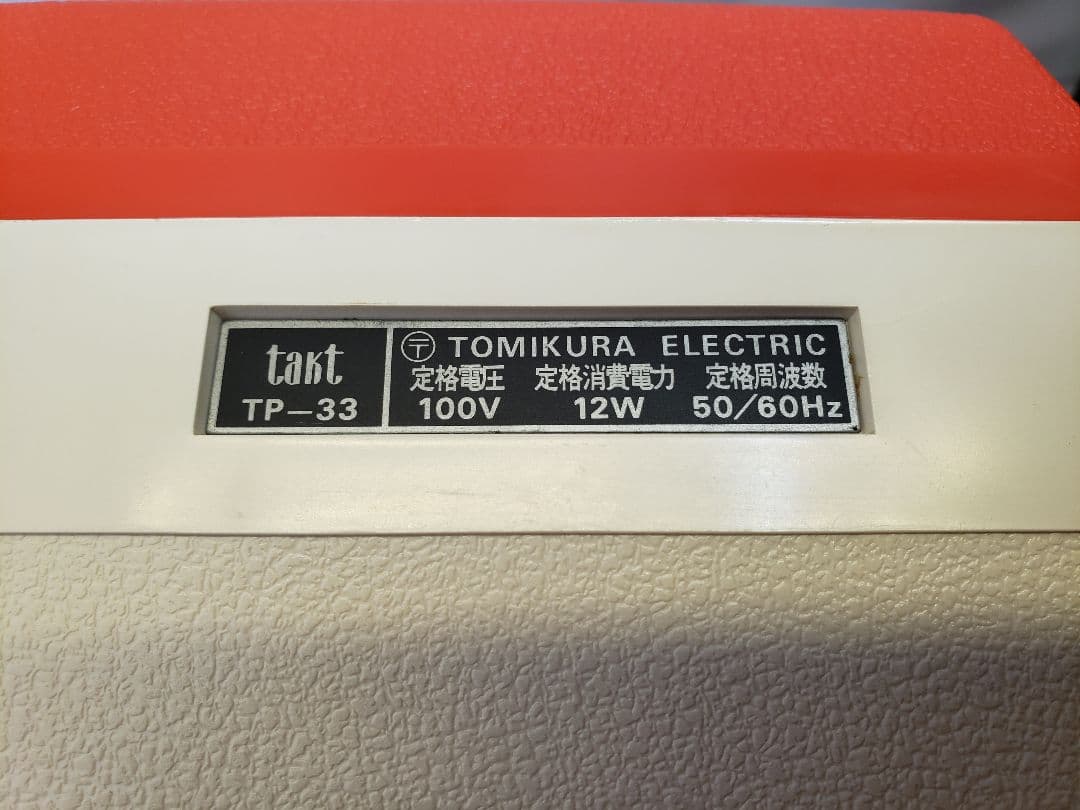 takt
TP-33
〒 TOMIKURA ELECTRIC
定格電圧 定格消費電力 定格周波数
100V 12W 50/60Hz